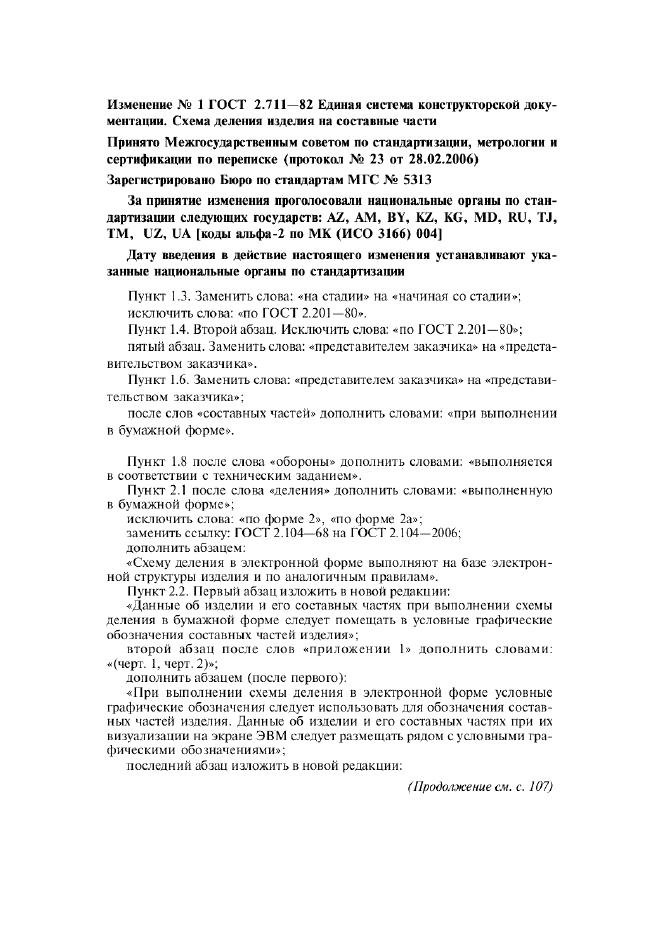 Изменение № 1 ГОСТ 2.711—82 Единая система конструкторской доку-
ментации. Схема деления изделия на составные части
Принято Межгосударственным советом по стандартизации, метрологии и
сертификации по переписке (протокол № 23 от 28.02.2006)
Зарегистрировано Бюро по стандартам МГС № 5313
За принятие изменения проголосовали национальные органы по стан-
дартизации следующих государств: AZ, AM, BY, KZ, KG, MD, RU, TJ,
TM, UZ, UA [коды альфа-2 по МК (ИСО 3166) 004]
Дату введения в действие настоящего изменения устанавливают ука-
занные национальные органы по стандартизации
Пункт 1.3. Заменить слова: «на стадии» на «начиная со стадии»;
исключить слова: «по ГОСТ 2.201—80».
Пункт 1.4. Второй абзац. Исключить слова: «по ГОСТ 2.201—80»;
пятый абзац. Заменить слова: «представителем заказчика» на «предста-
вительством заказчика».
Пункт 1.6. Заменить слова: «представителем заказчика» на «представи-
тельством заказчика»;
после слов «составных частей» дополнить словами: «при выполнении
в бумажной форме».
Пункт 1.8 после слова «обороны» дополнить словами: «выполняется
в соответствии с техническим заданием».
Пункт 2.1 после слова «деления» дополнить словами: «выполненную
в бумажной форме»;
исключить слова: «по форме 2», «по форме 2а»;
заменить ссылку: ГОСТ 2.104—68 на ГОСТ 2.104—2006;
дополнить абзацем:
«Схему деления в электронной форме выполняют на базе электрон-
ной структуры изделия и по аналогичным правилам».
Пункт 2.2. Первый абзац изложить в новой редакции:
«Данные об изделии и его составных частях при выполнении схемы
деления в бумажной форме следует помещать в условные графические
обозначения составных частей изделия»;
второй абзац после слов «приложении 1» дополнить словами:
«(черт. 1, черт. 2)»;
дополнить абзацем (после первого):
«При выполнении схемы деления в электронной форме условные
графические обозначения следует использовать для обозначения состав-
ных частей изделия. Данные об изделии и его составных частях при их
визуализации на экране ЭВМ следует размещать рядом с условными гра-
фическими обозначениями»;
последний абзац изложить в новой редакции:
(Продолжение см. с. 107)